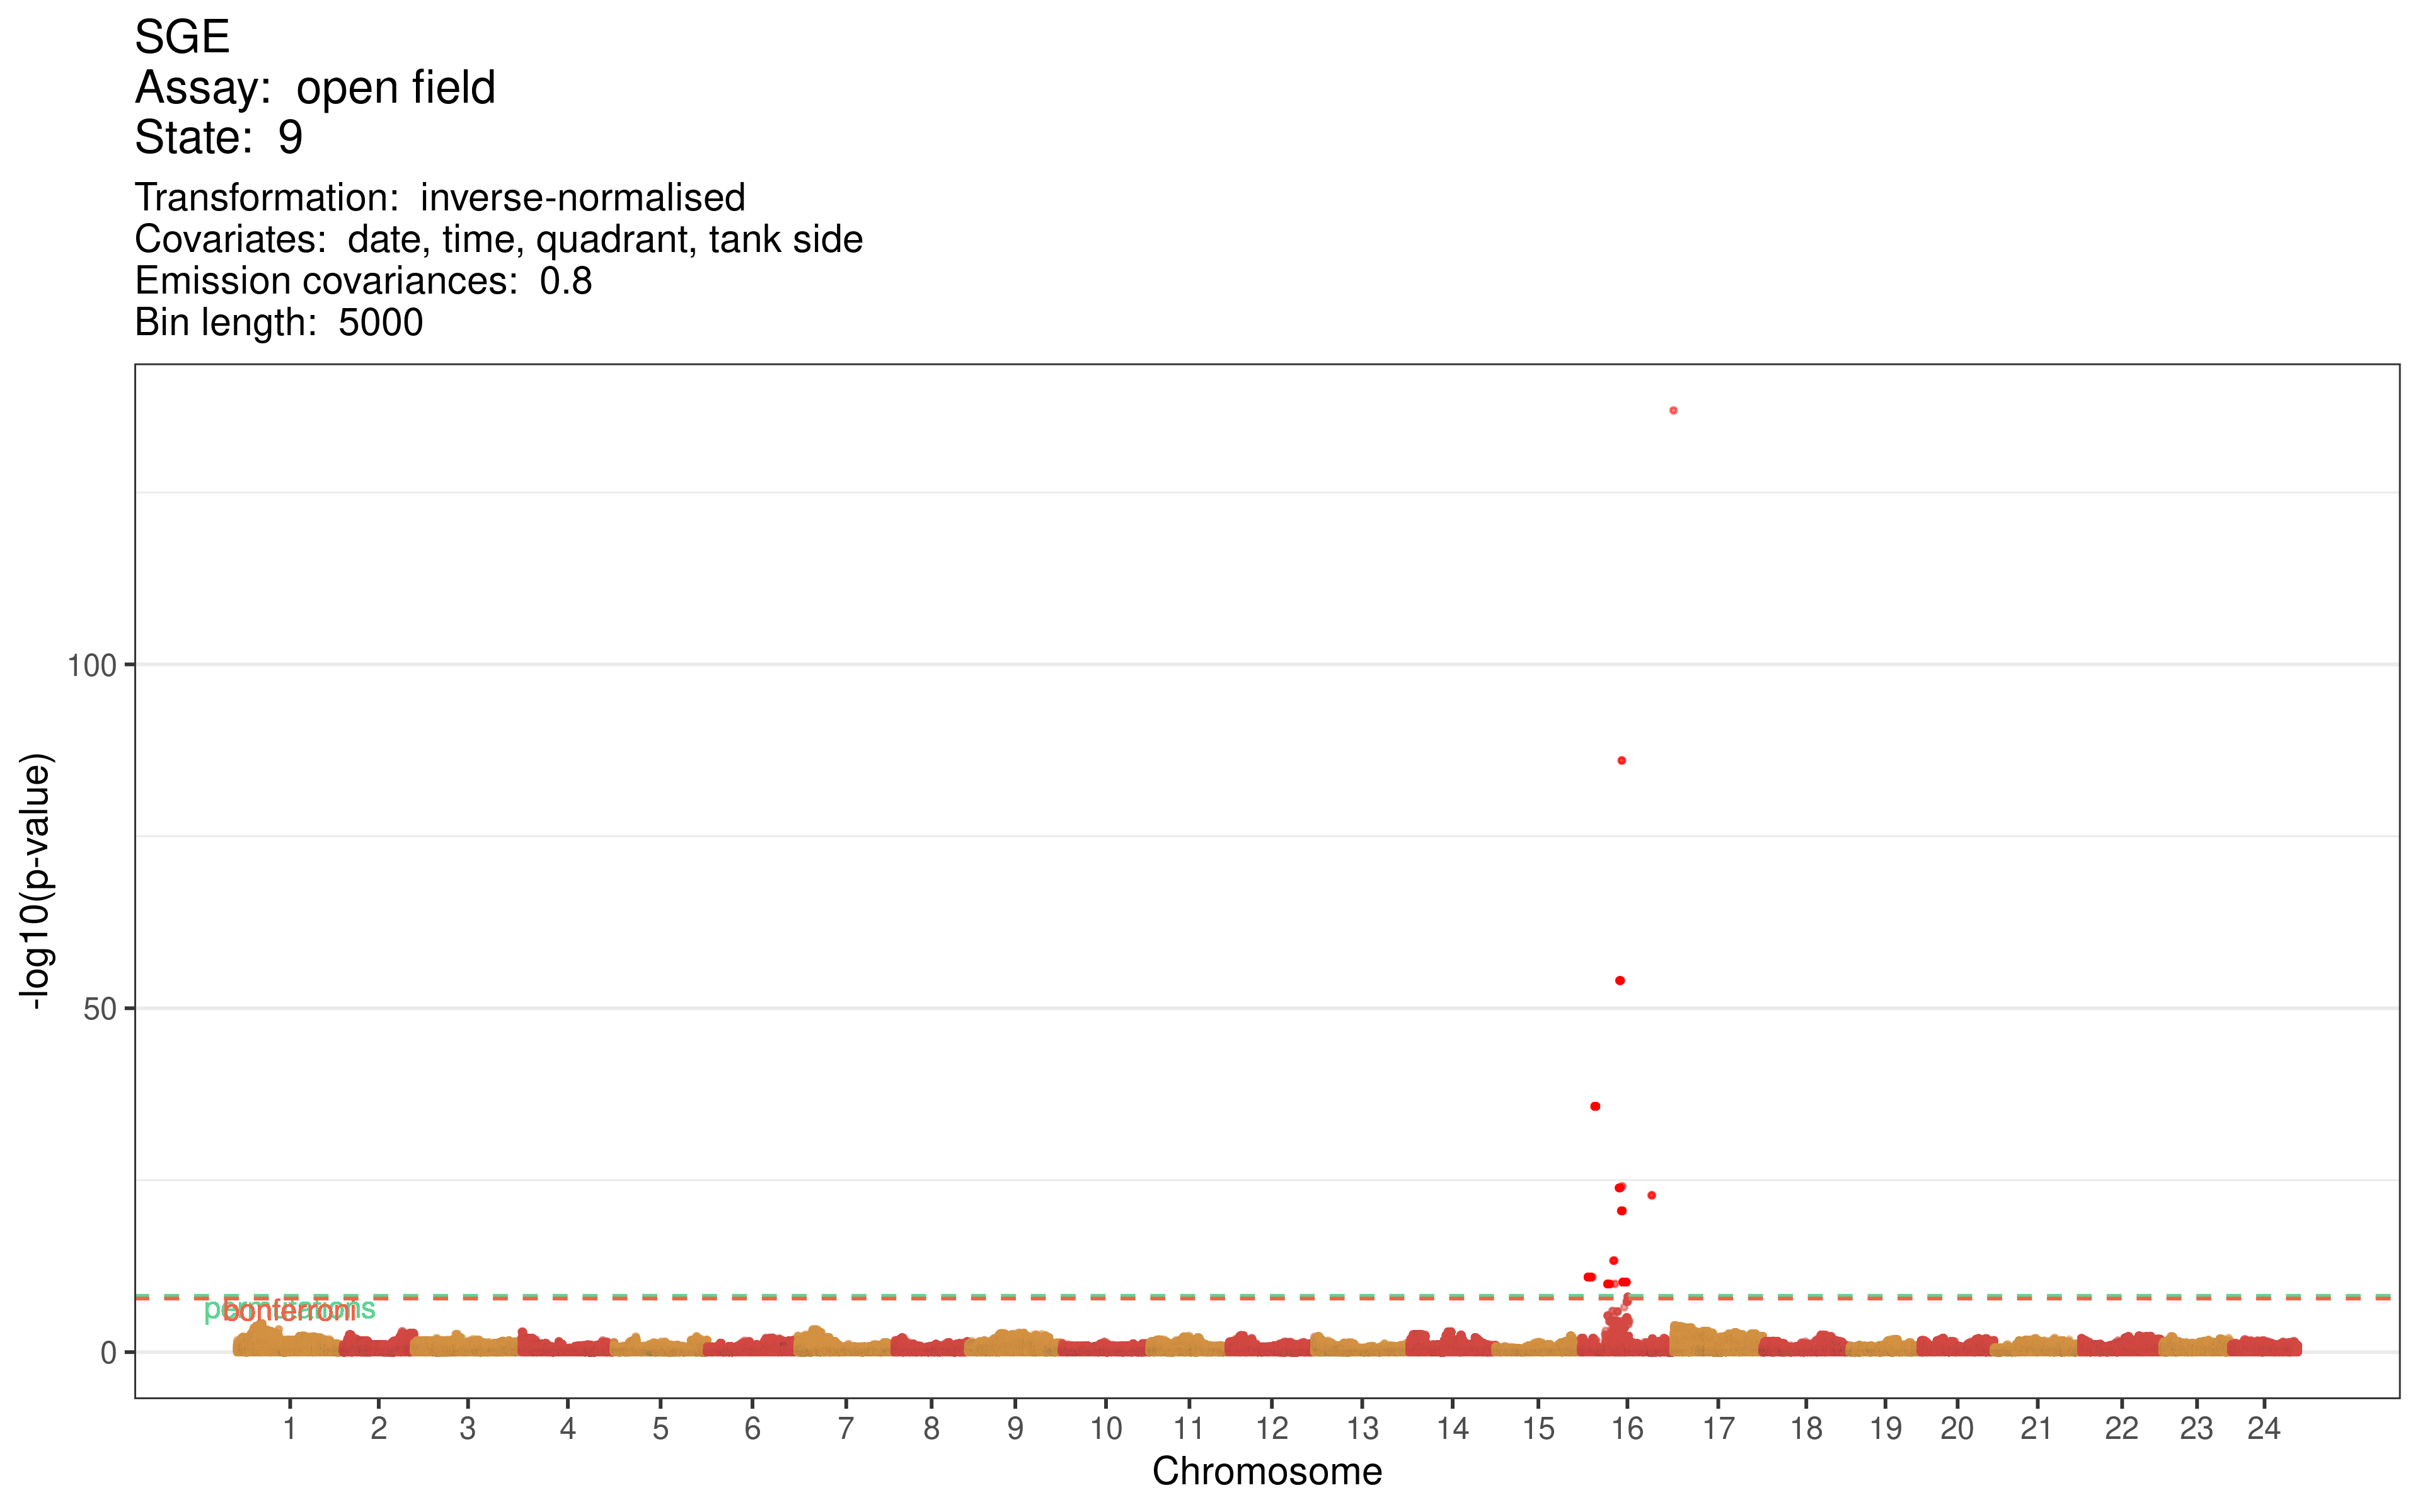 SGE
Assay:  open field
State:  9
Transformation:  inverse-normalised
Covariates:  date, time, quadrant, tank side
Emission covariances:  0.8
Bin length:  5000
-log10(p-value)
100
50
0
permutations
bonferroni
1 2 3 4 5 6 7 8 9 10 11 12 13 14 15 16 17 18 19 20 21 22 23 24
Chromosome